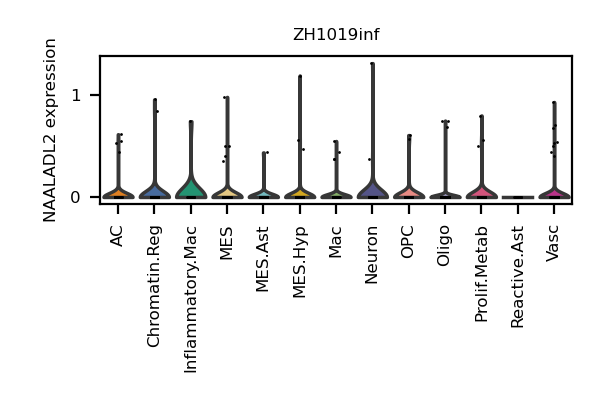 ZH1019inf
NAALADL2 expression
1
0
AC
Chromatin.Reg
Inflammatory.Mac
MES
MES.Ast
MES.Hyp
Mac
Neuron
OPC
Oligo
Prolif.Metab
Reactive.Ast
Vasc